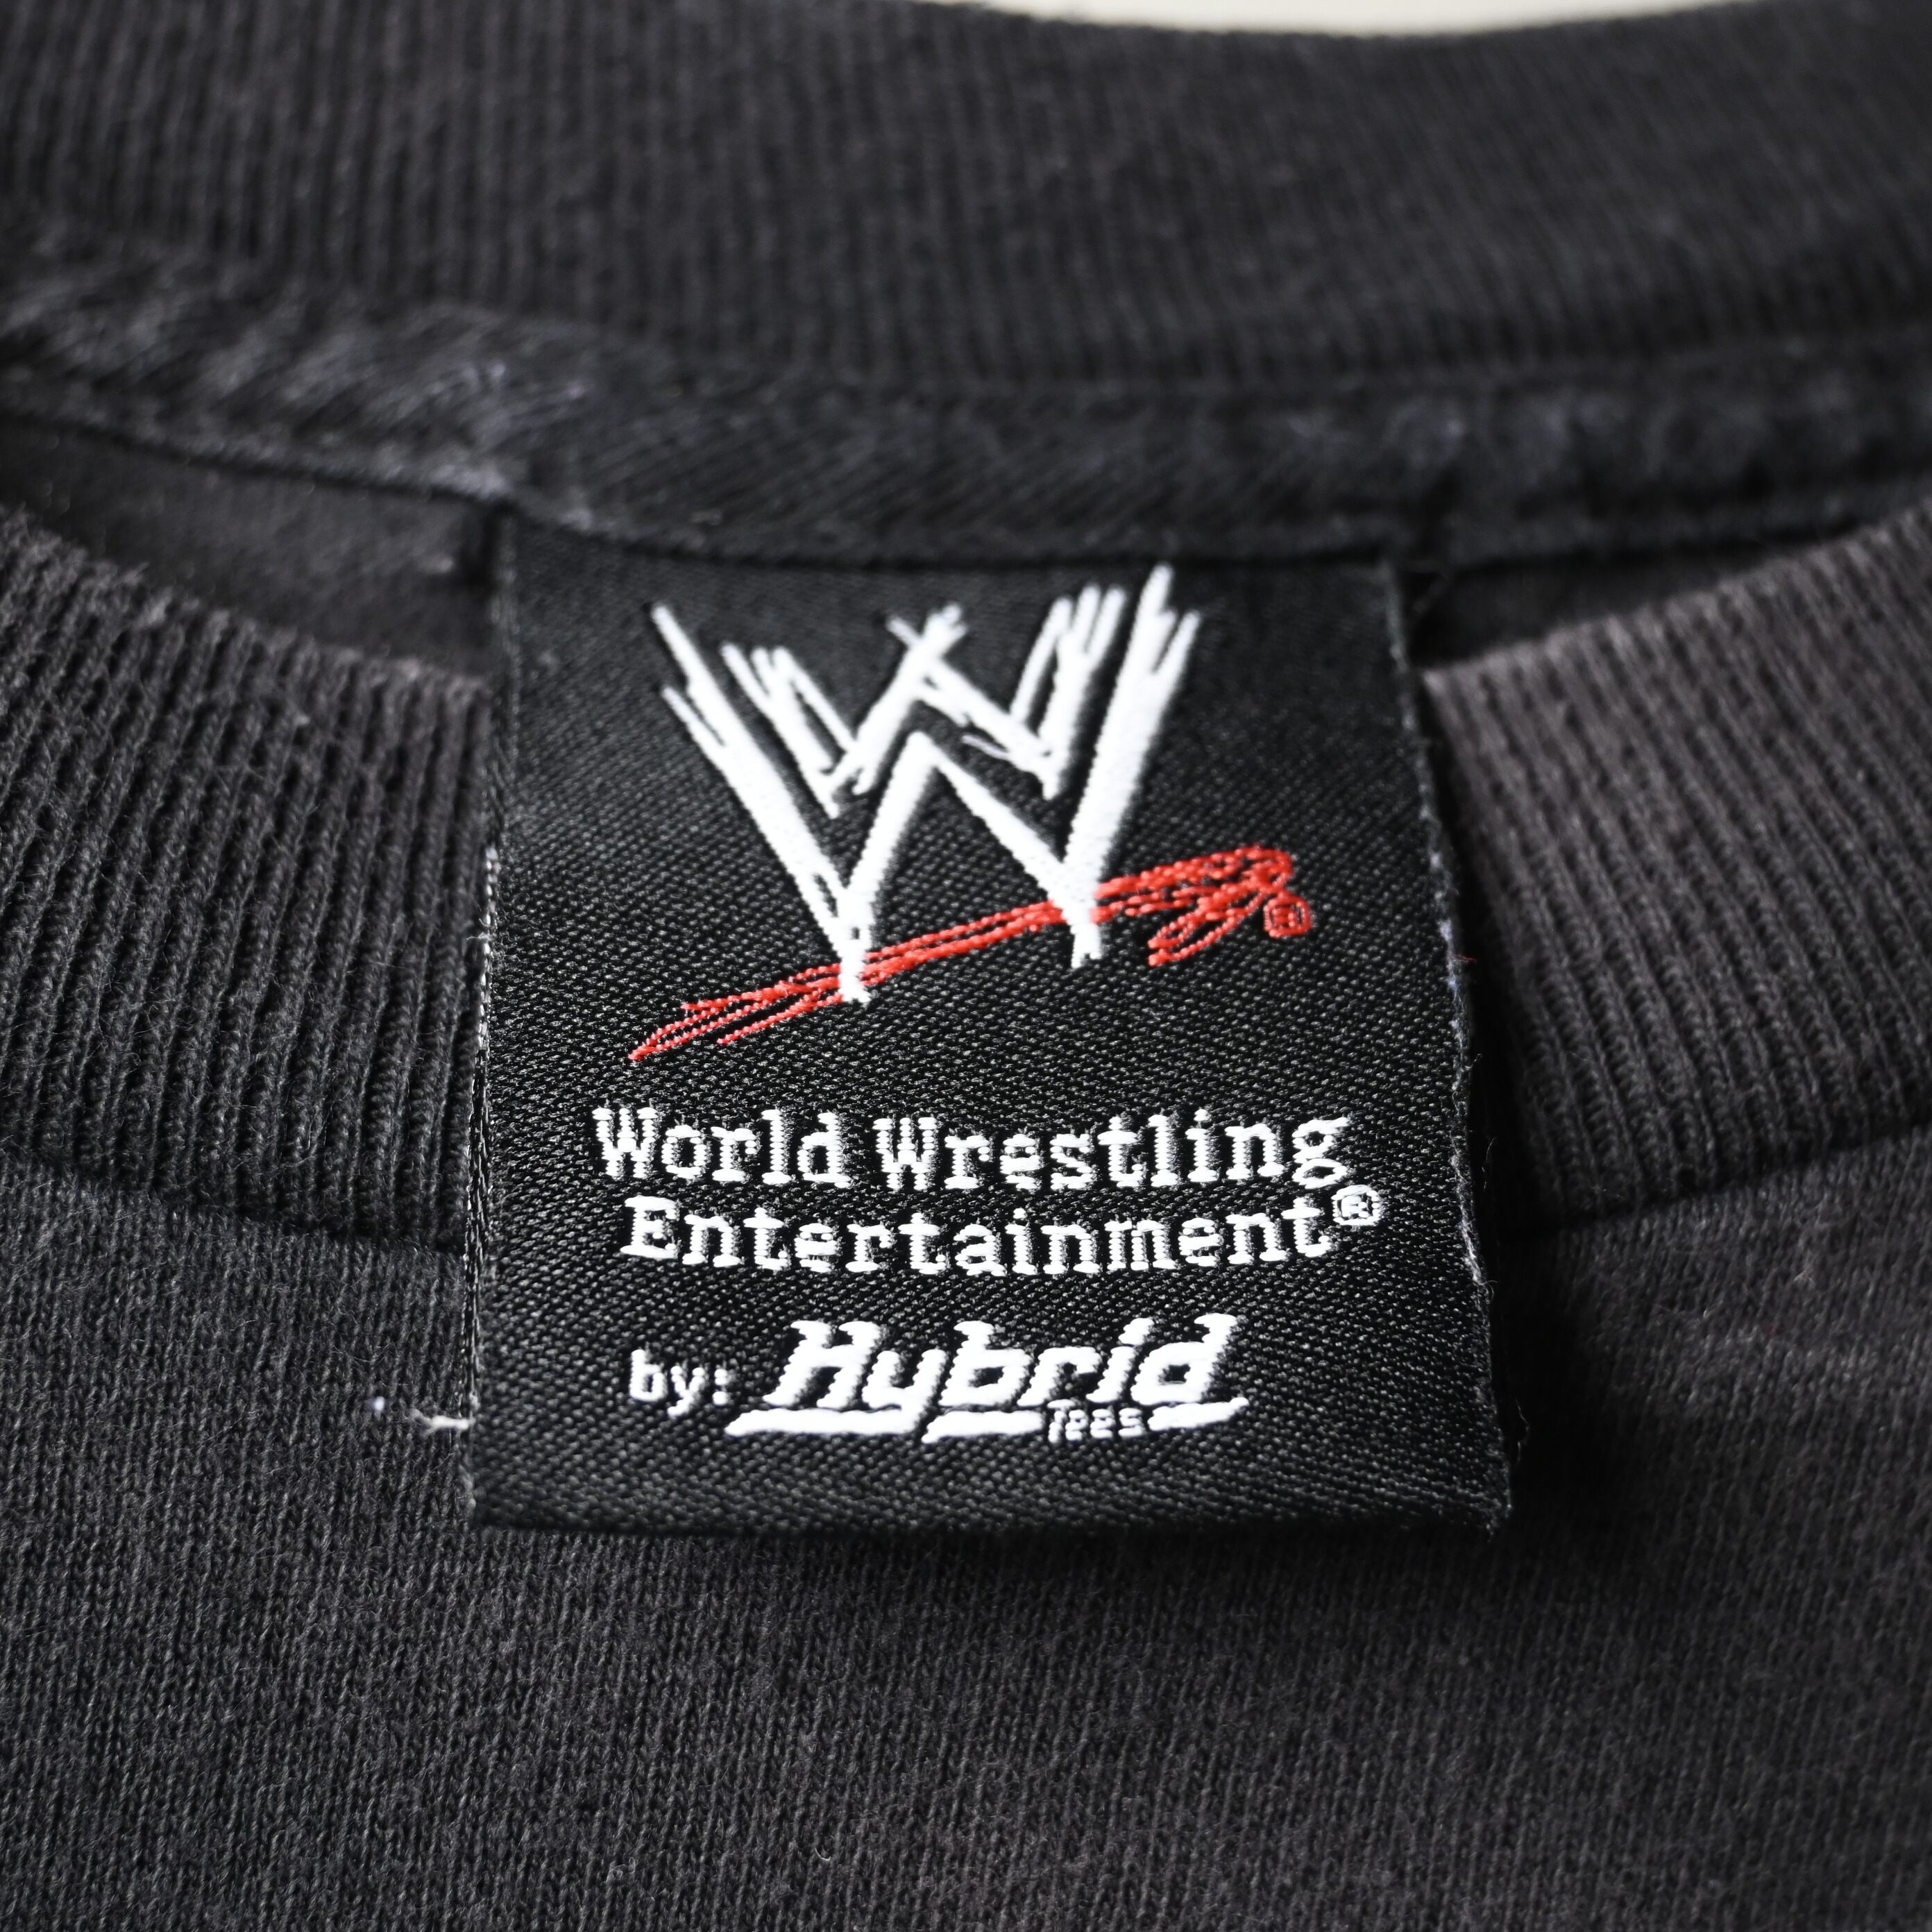 W
®
World Wrestling
Entertainment®
by: Hybrid
TEES